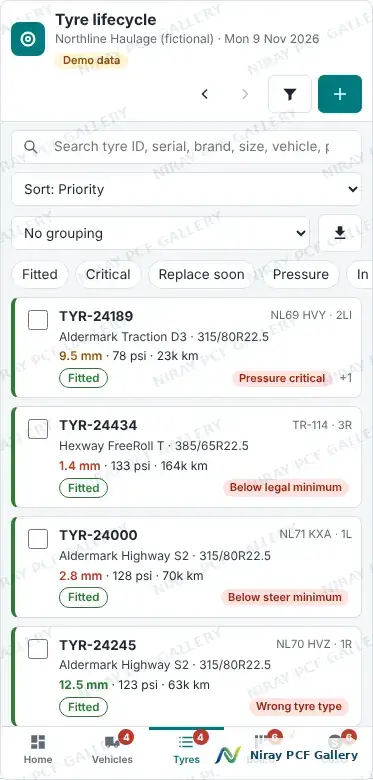 Tyre lifecycle
Northline Haulage (fictional) · Mon 9 Nov 2026
Demo data
Search tyre ID, serial, brand, size, vehicle, p
Sort: Priority
No grouping
Fitted Critical Replace soon Pressure In
TYR-24189 NL69 HVY · 2LI
Aldermark Traction D3 · 315/80R22.5
9.5 mm · 78 psi · 23k km
Fitted Pressure critical +1
TYR-24434 TR-114 · 3R
Hexway FreeRoll T · 385/65R22.5
1.4 mm · 133 psi · 164k km
Fitted Below legal minimum
TYR-24000 NL71 KXA · 1L
Aldermark Highway S2 · 315/80R22.5
2.8 mm · 128 psi · 70k km
Fitted Below steer minimum
TYR-24245 NL70 HVZ · 1R
Aldermark Highway S2 · 315/80R22.5
12.5 mm · 123 psi · 63k km
Fitted Wrong tyre type
4 4 6 6
Home Vehicles Tyres
Niray PCF Gallery
NIRAY PCF GALLERY